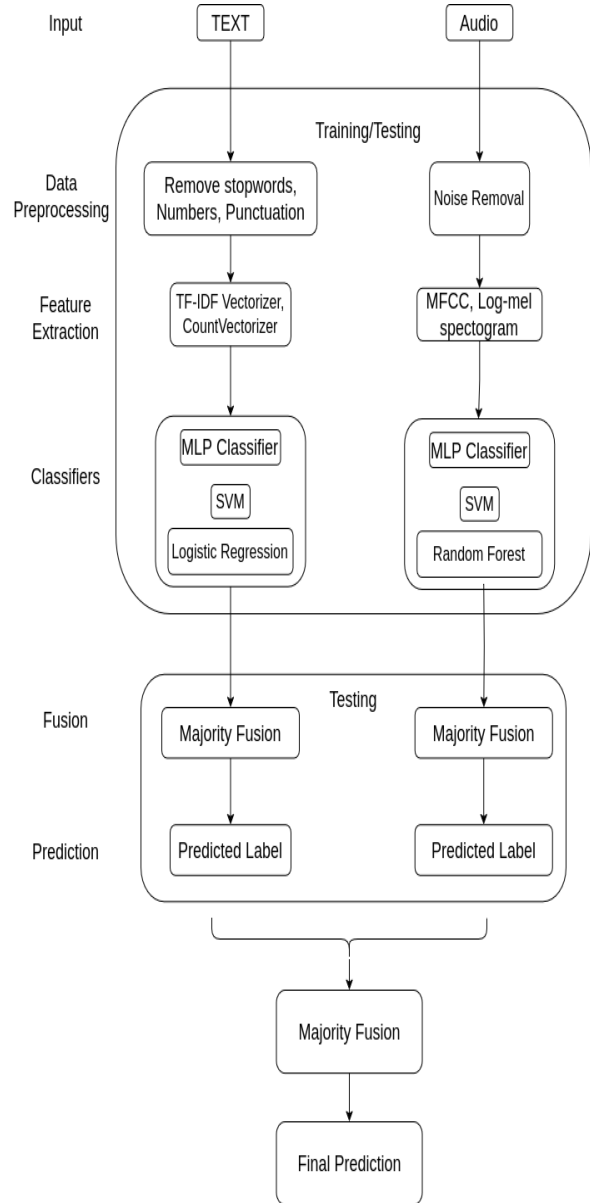 Input
TEXT
Audio
Training/Testing
Data
Preprocessing
Remove stopwords,
Numbers, Punctuation
Noise Removal
Feature
Extraction
TF-IDF Vectorizer,
CountVectorizer
MFCC, Log-mel
spectogram
Classifiers
MLP Classifier
SVM
Logistic Regression
MLP Classifier
SVM
Random Forest
Testing
Fusion
Majority Fusion
Majority Fusion
Prediction
Predicted Label
Predicted Label
Majority Fusion
Final Prediction